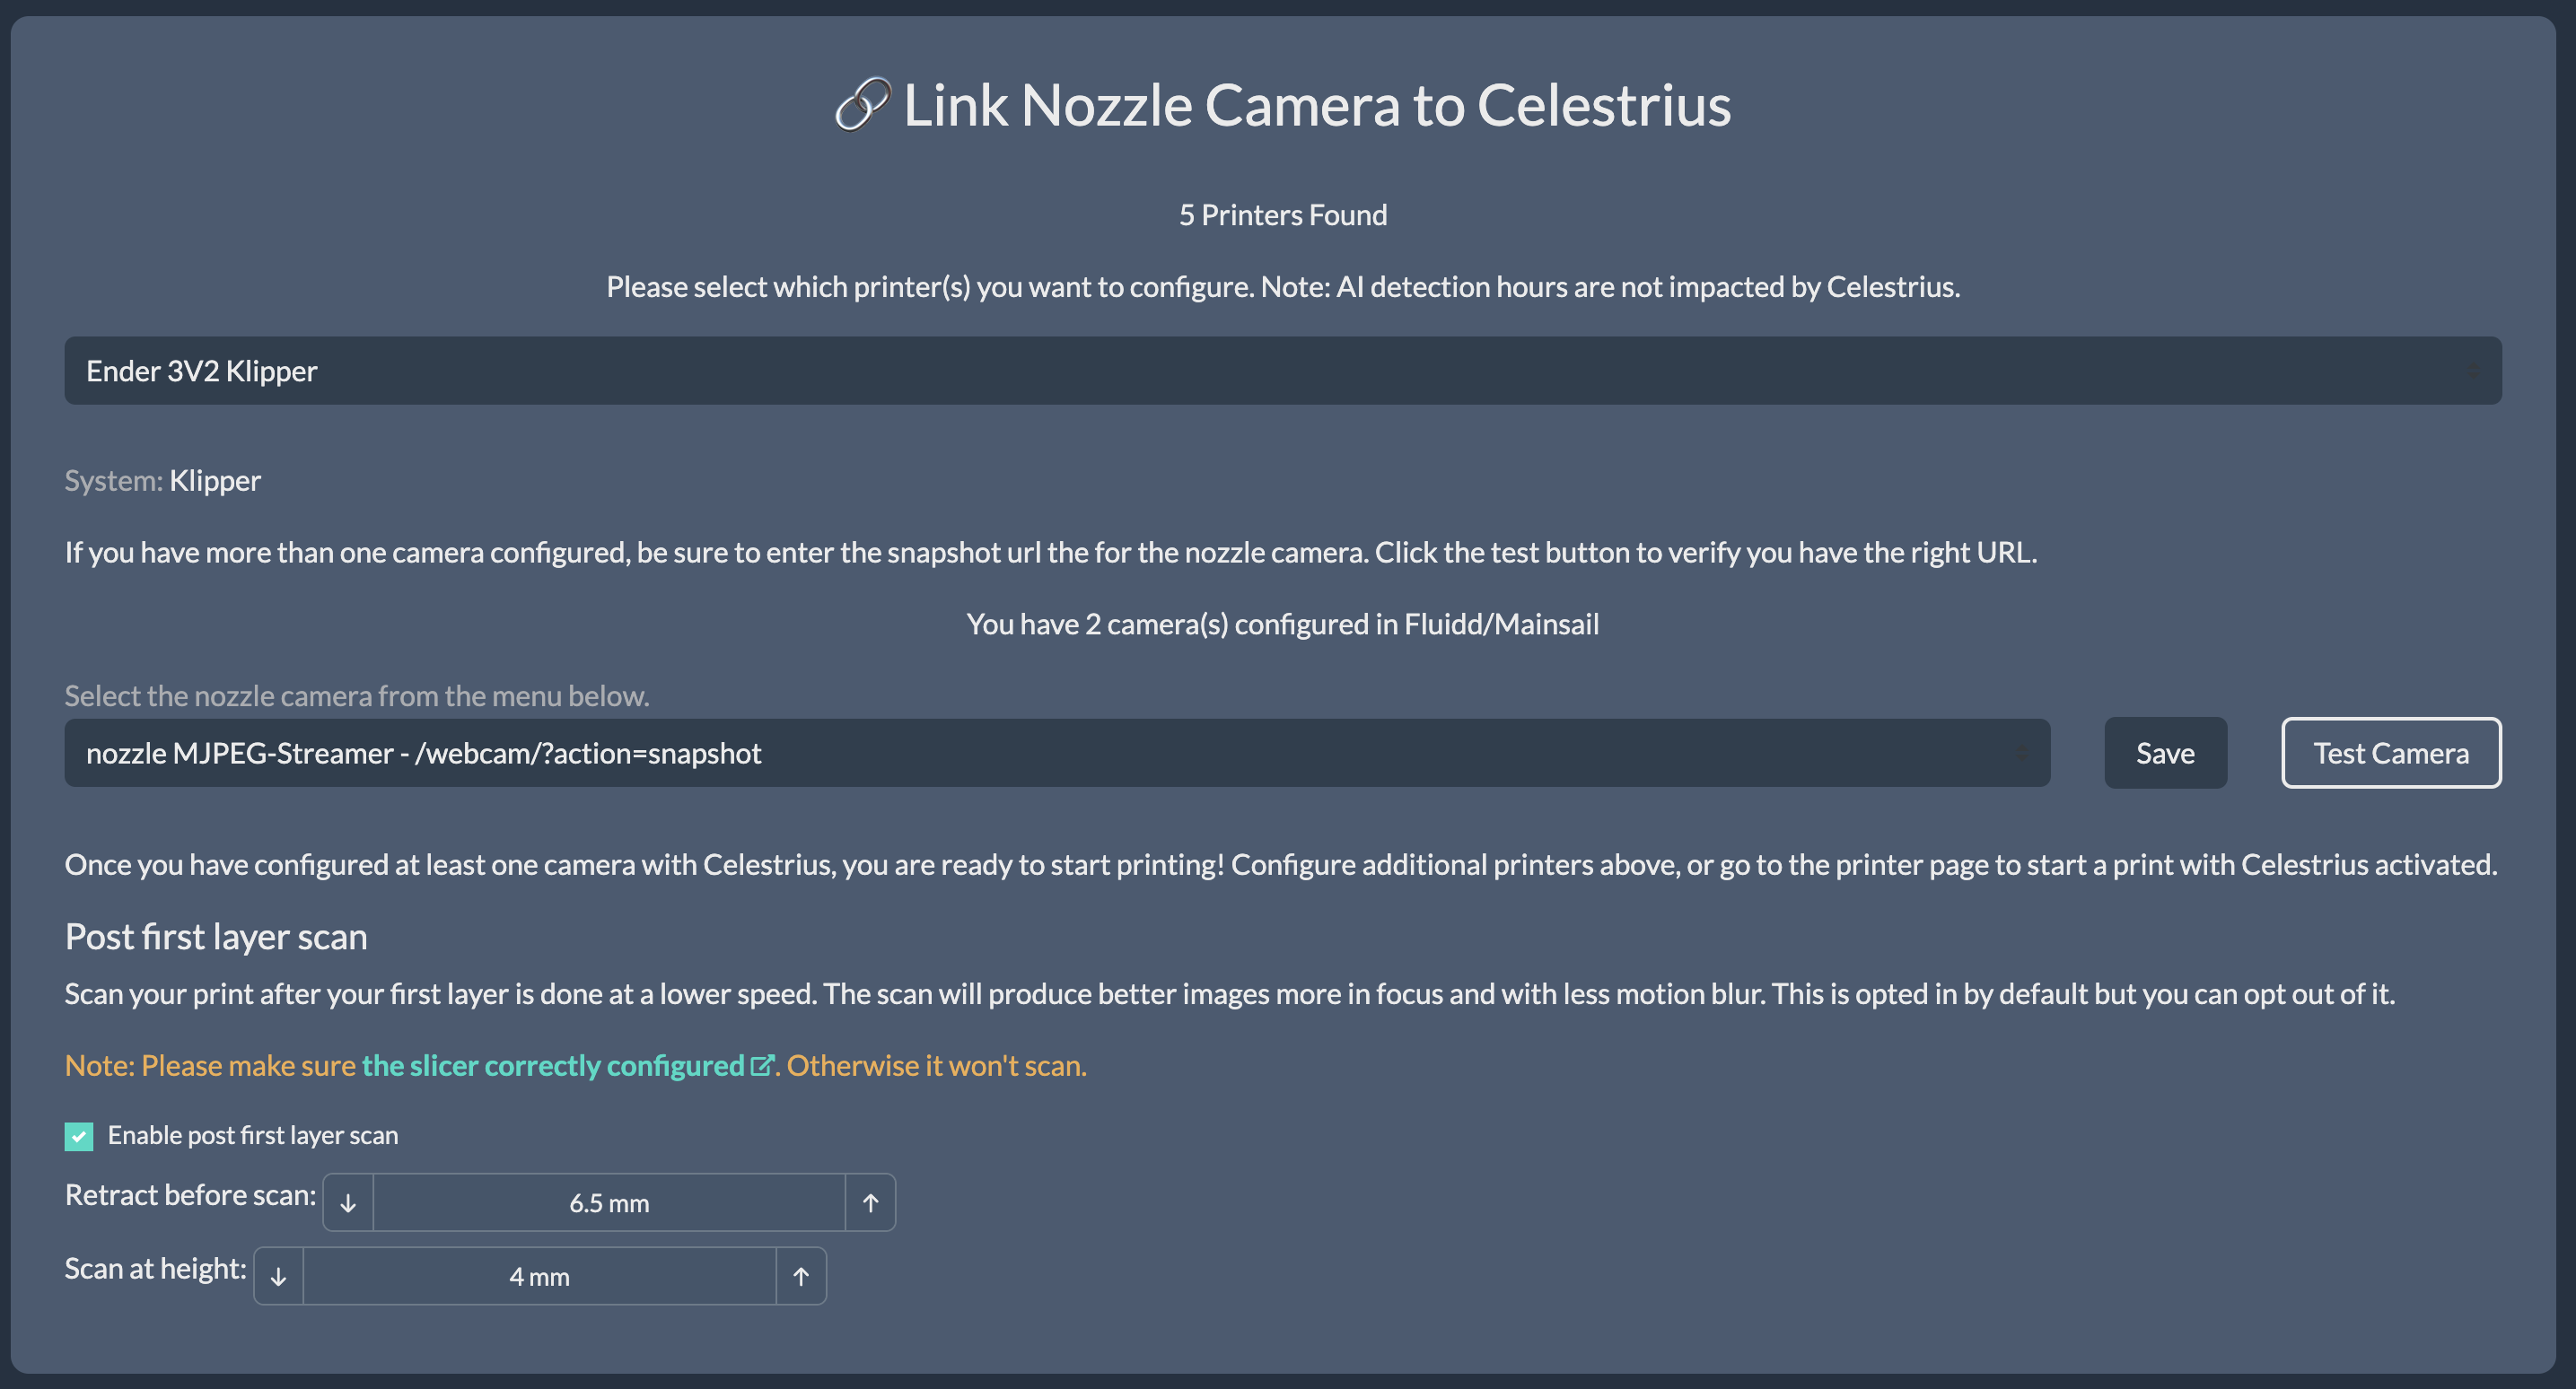 Link Nozzle Camera to Celestrius
5 Printers Found
Please select which printer(s) you want to configure. Note: AI detection hours are not impacted by Celestrius.
Ender 3V2 Klipper
System: Klipper
If you have more than one camera configured, be sure to enter the snapshot url the for the nozzle camera. Click the test button to verify you have the right URL.
You have 2 camera(s) configured in Fluidd/Mainsail
Select the nozzle camera from the menu below.
nozzle MJPEG-Streamer - /webcam/?action=snapshot
Save
Test Camera
Once you have configured at least one camera with Celestrius, you are ready to start printing! Configure additional printers above, or go to the printer page to start a print with Celestrius activated.
Post first layer scan
Scan your print after your first layer is done at a lower speed. The scan will produce better images more in focus and with less motion blur. This is opted in by default but you can opt out of it.
Note: Please make sure the slicer correctly configured. Otherwise it won't scan.
Enable post first layer scan
Retract before scan: 6.5 mm
Scan at height: 4 mm